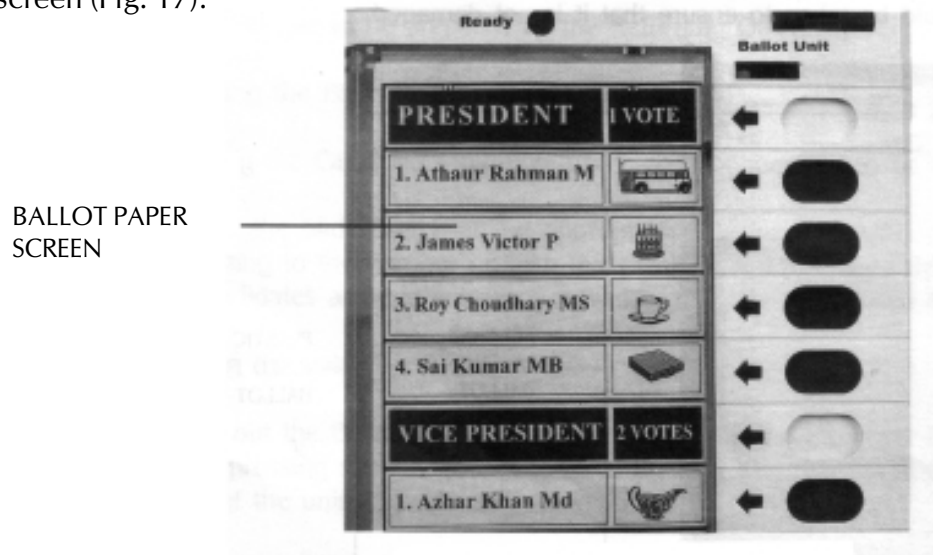 screen (Fig. 17).
Ready
Ballot Unit
PRESIDENT 1 VOTE
1. Athaur Rahman M
2. James Victor P
3. Roy Choudhary MS
4. Sai Kumar MB
VICE PRESIDENT 2 VOTES
1. Azhar Khan Md
BALLOT PAPER
SCREEN